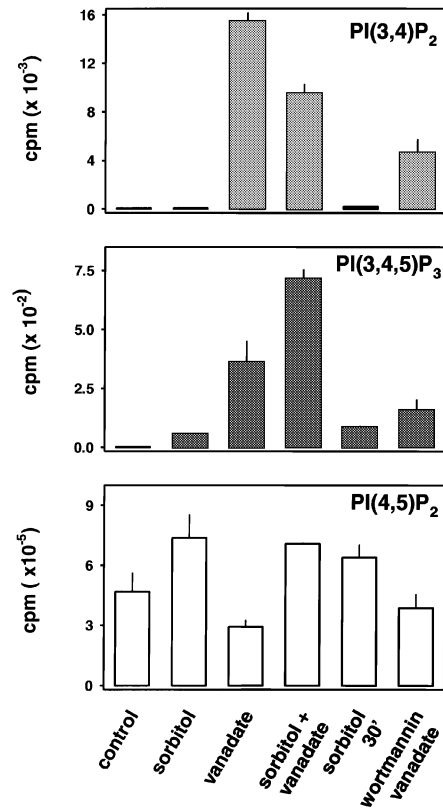 PI(3,4)P2
cpm (x 10-3)
16
12
8
4
0
PI(3,4,5)P3
cpm (x 10-2)
7.5
5.0
2.5
0.0
PI(4,5)P2
cpm ( x10-5)
9
6
3
0
control
sorbitol
vanadate
sorbitol +
vanadate
sorbitol
30'
wortmannin
vanadate